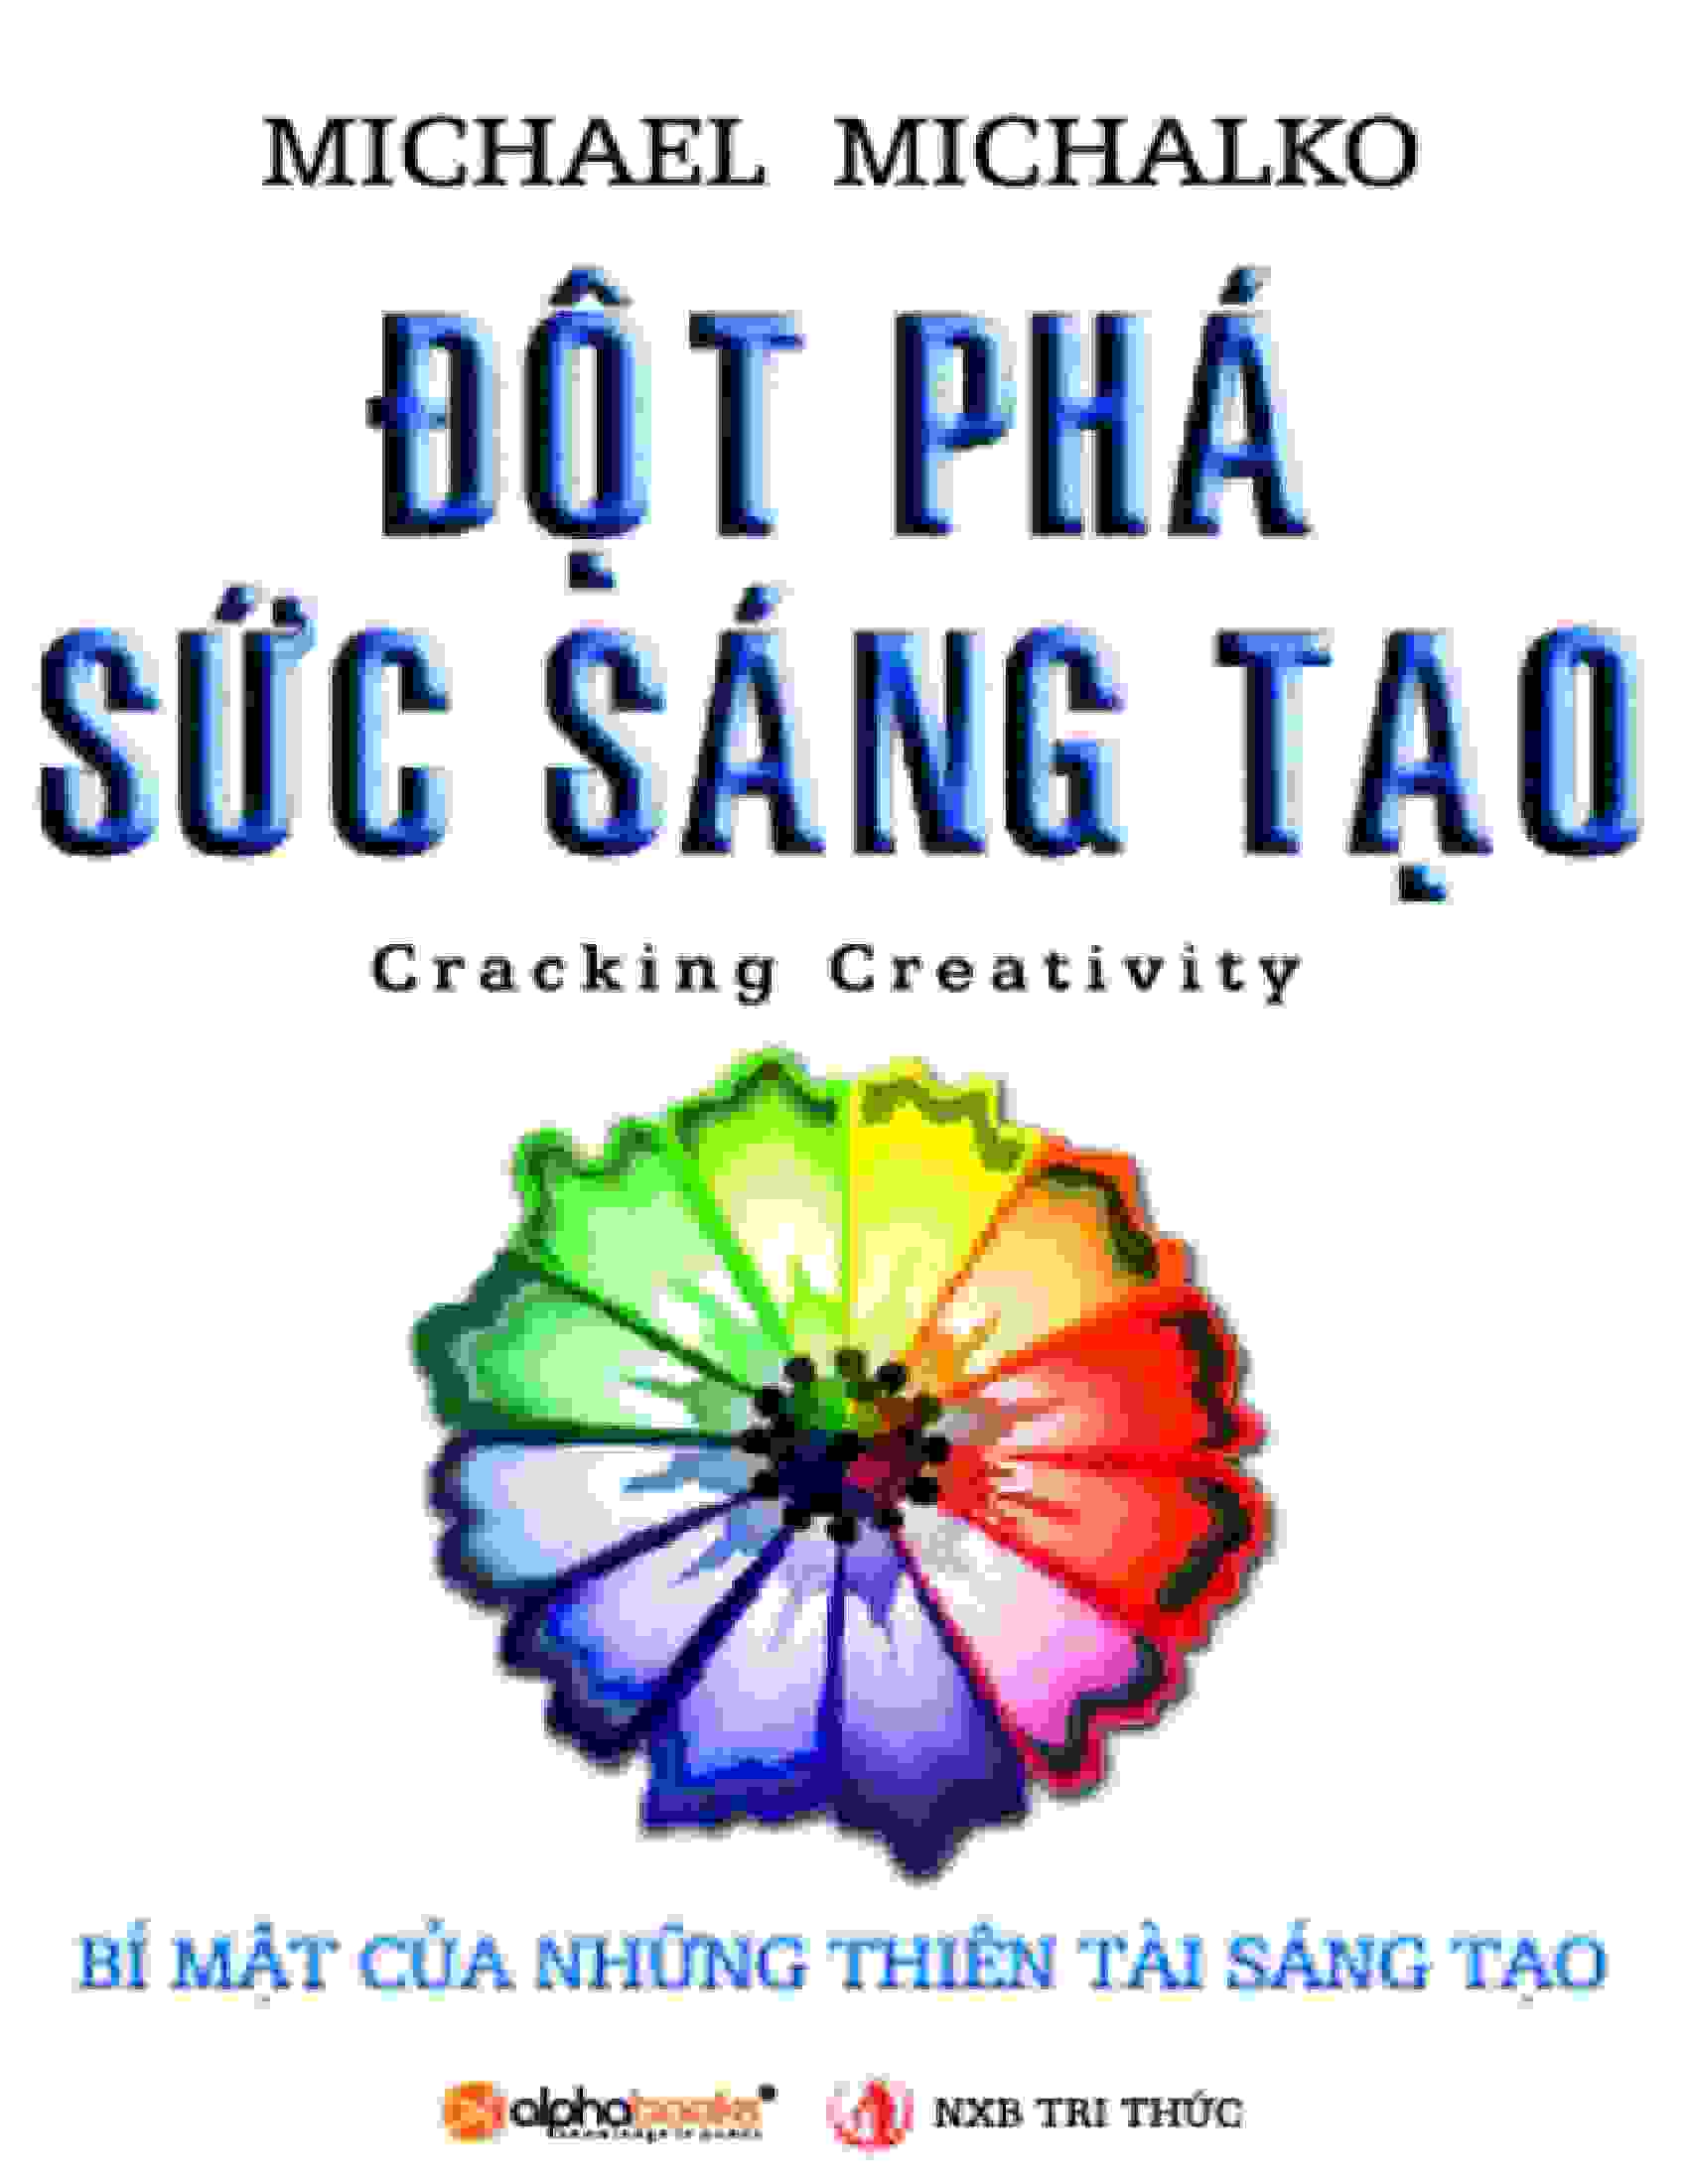 MICHAEL MICHALKO
ĐỘT PHÁ
SỨC SÁNG TẠO
Cracking Creativity
BÍ MẬT CỦA NHỮNG THIÊN TÀI SÁNG TẠO
alphabooks
NXB TRI THỨC